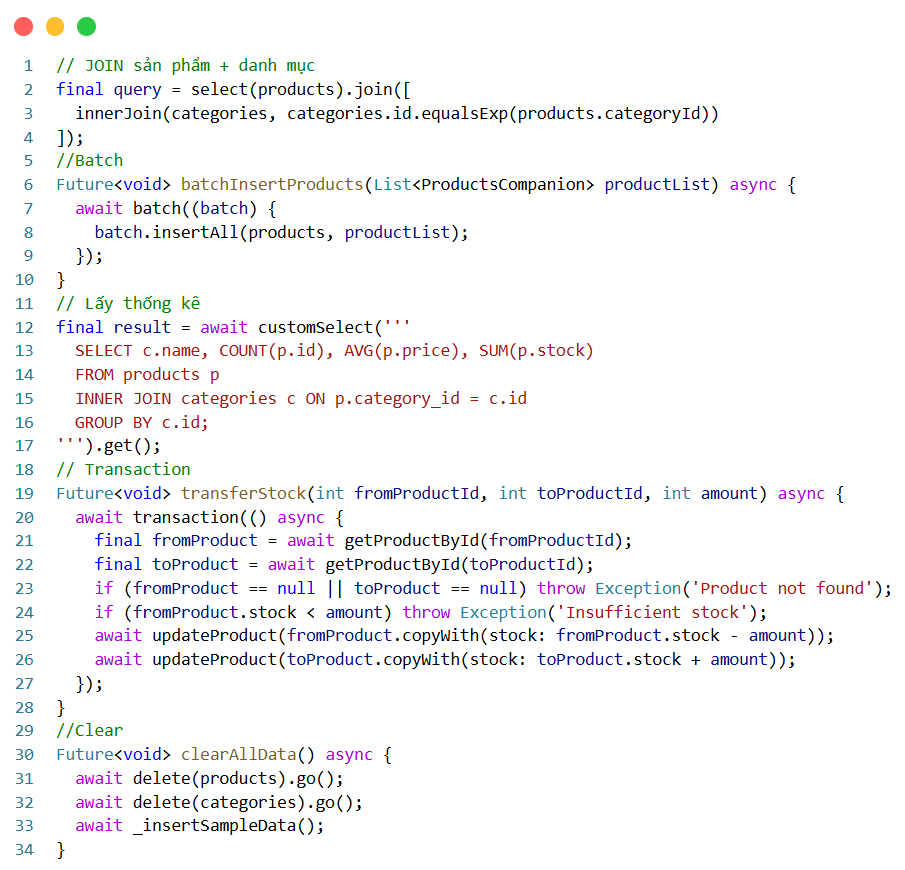 1 // JOIN sản phẩm + danh mục
2 final query = select(products).join([
3   innerJoin(categories, categories.id.equalsExp(products.categoryId))
4 ]);
5 //Batch
6 Future<void> batchInsertProducts(List<ProductsCompanion> productList) async {
7   await batch((batch) {
8     batch.insertAll(products, productList);
9   });
10 }
11 // Lấy thống kê
12 final result = await customSelect('''
13   SELECT c.name, COUNT(p.id), AVG(p.price), SUM(p.stock)
14   FROM products p
15   INNER JOIN categories c ON p.category_id = c.id
16   GROUP BY c.id;
17 ''').get();
18 // Transaction
19 Future<void> transferStock(int fromProductId, int toProductId, int amount) async {
20   await transaction(() async {
21     final fromProduct = await getProductById(fromProductId);
22     final toProduct = await getProductById(toProductId);
23     if (fromProduct == null || toProduct == null) throw Exception('Product not found');
24     if (fromProduct.stock < amount) throw Exception('Insufficient stock');
25     await updateProduct(fromProduct.copyWith(stock: fromProduct.stock - amount));
26     await updateProduct(toProduct.copyWith(stock: toProduct.stock + amount));
27   });
28 }
29 //Clear
30 Future<void> clearAllData() async {
31   await delete(products).go();
32   await delete(categories).go();
33   await _insertSampleData();
34 }